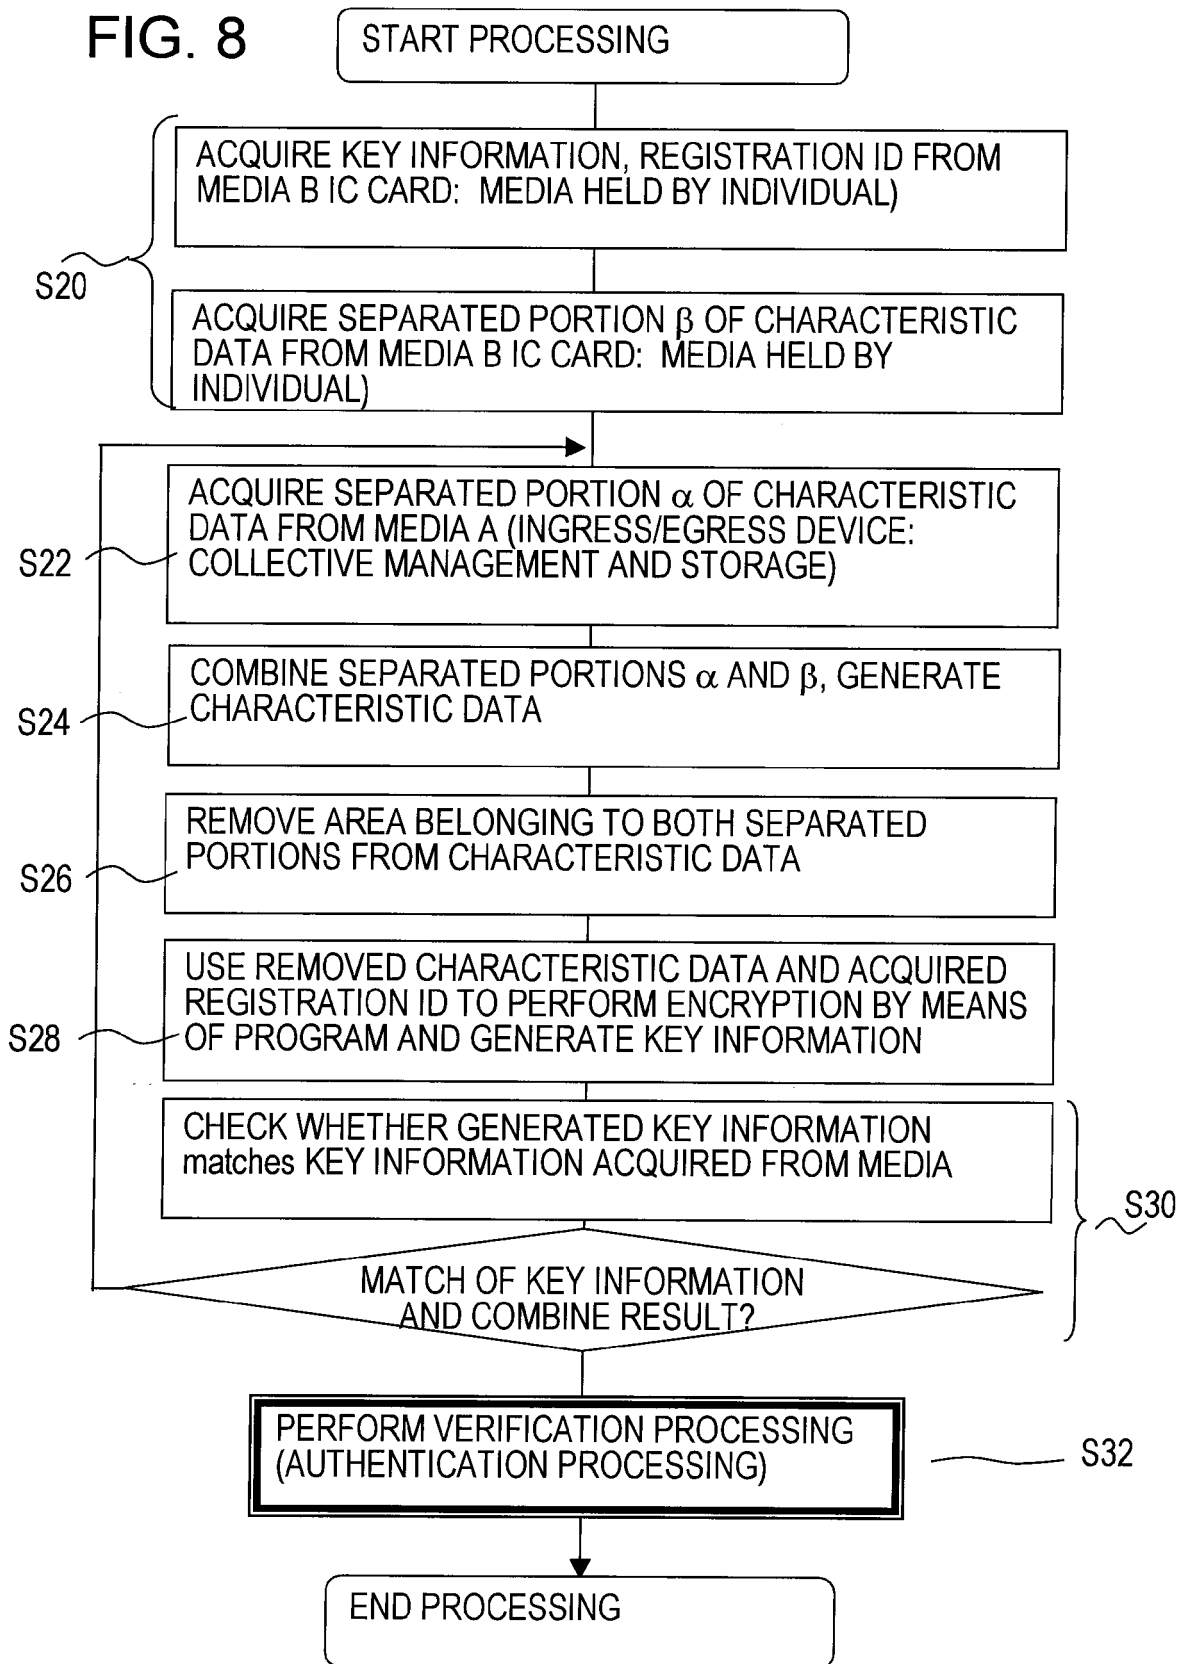 FIG. 8
START PROCESSING
ACQUIRE KEY INFORMATION, REGISTRATION ID FROM
MEDIA B IC CARD: MEDIA HELD BY INDIVIDUAL)
S20
ACQUIRE SEPARATED PORTION β OF CHARACTERISTIC
DATA FROM MEDIA B IC CARD: MEDIA HELD BY
INDIVIDUAL)
ACQUIRE SEPARATED PORTION α OF CHARACTERISTIC
DATA FROM MEDIA A (INGRESS/EGRESS DEVICE:
COLLECTIVE MANAGEMENT AND STORAGE)
S22
COMBINE SEPARATED PORTIONS α AND β, GENERATE
CHARACTERISTIC DATA
S24
REMOVE AREA BELONGING TO BOTH SEPARATED
PORTIONS FROM CHARACTERISTIC DATA
S26
USE REMOVED CHARACTERISTIC DATA AND ACQUIRED
REGISTRATION ID TO PERFORM ENCRYPTION BY MEANS
OF PROGRAM AND GENERATE KEY INFORMATION
S28
CHECK WHETHER GENERATED KEY INFORMATION
matches KEY INFORMATION ACQUIRED FROM MEDIA
S30
MATCH OF KEY INFORMATION
AND COMBINE RESULT?
PERFORM VERIFICATION PROCESSING
(AUTHENTICATION PROCESSING)
S32
END PROCESSING